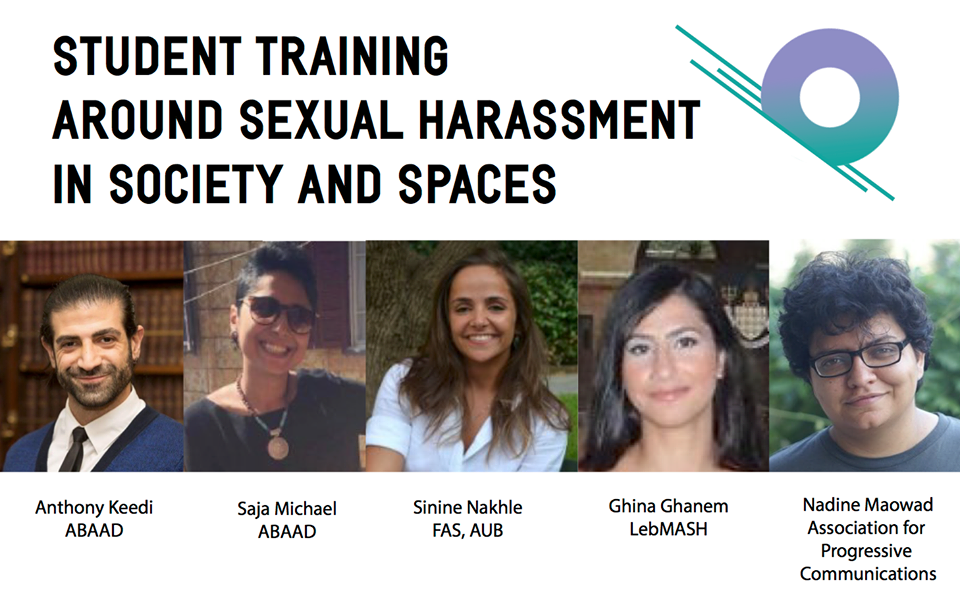 STUDENT TRAINING
AROUND SEXUAL HARASSMENT
IN SOCIETY AND SPACES
Anthony Keedi
ABAAD
Saja Michael
ABAAD
Sinine Nakhle
FAS, AUB
Ghina Ghanem
LebMASH
Nadine Maowad
Association for
Progressive
Communications